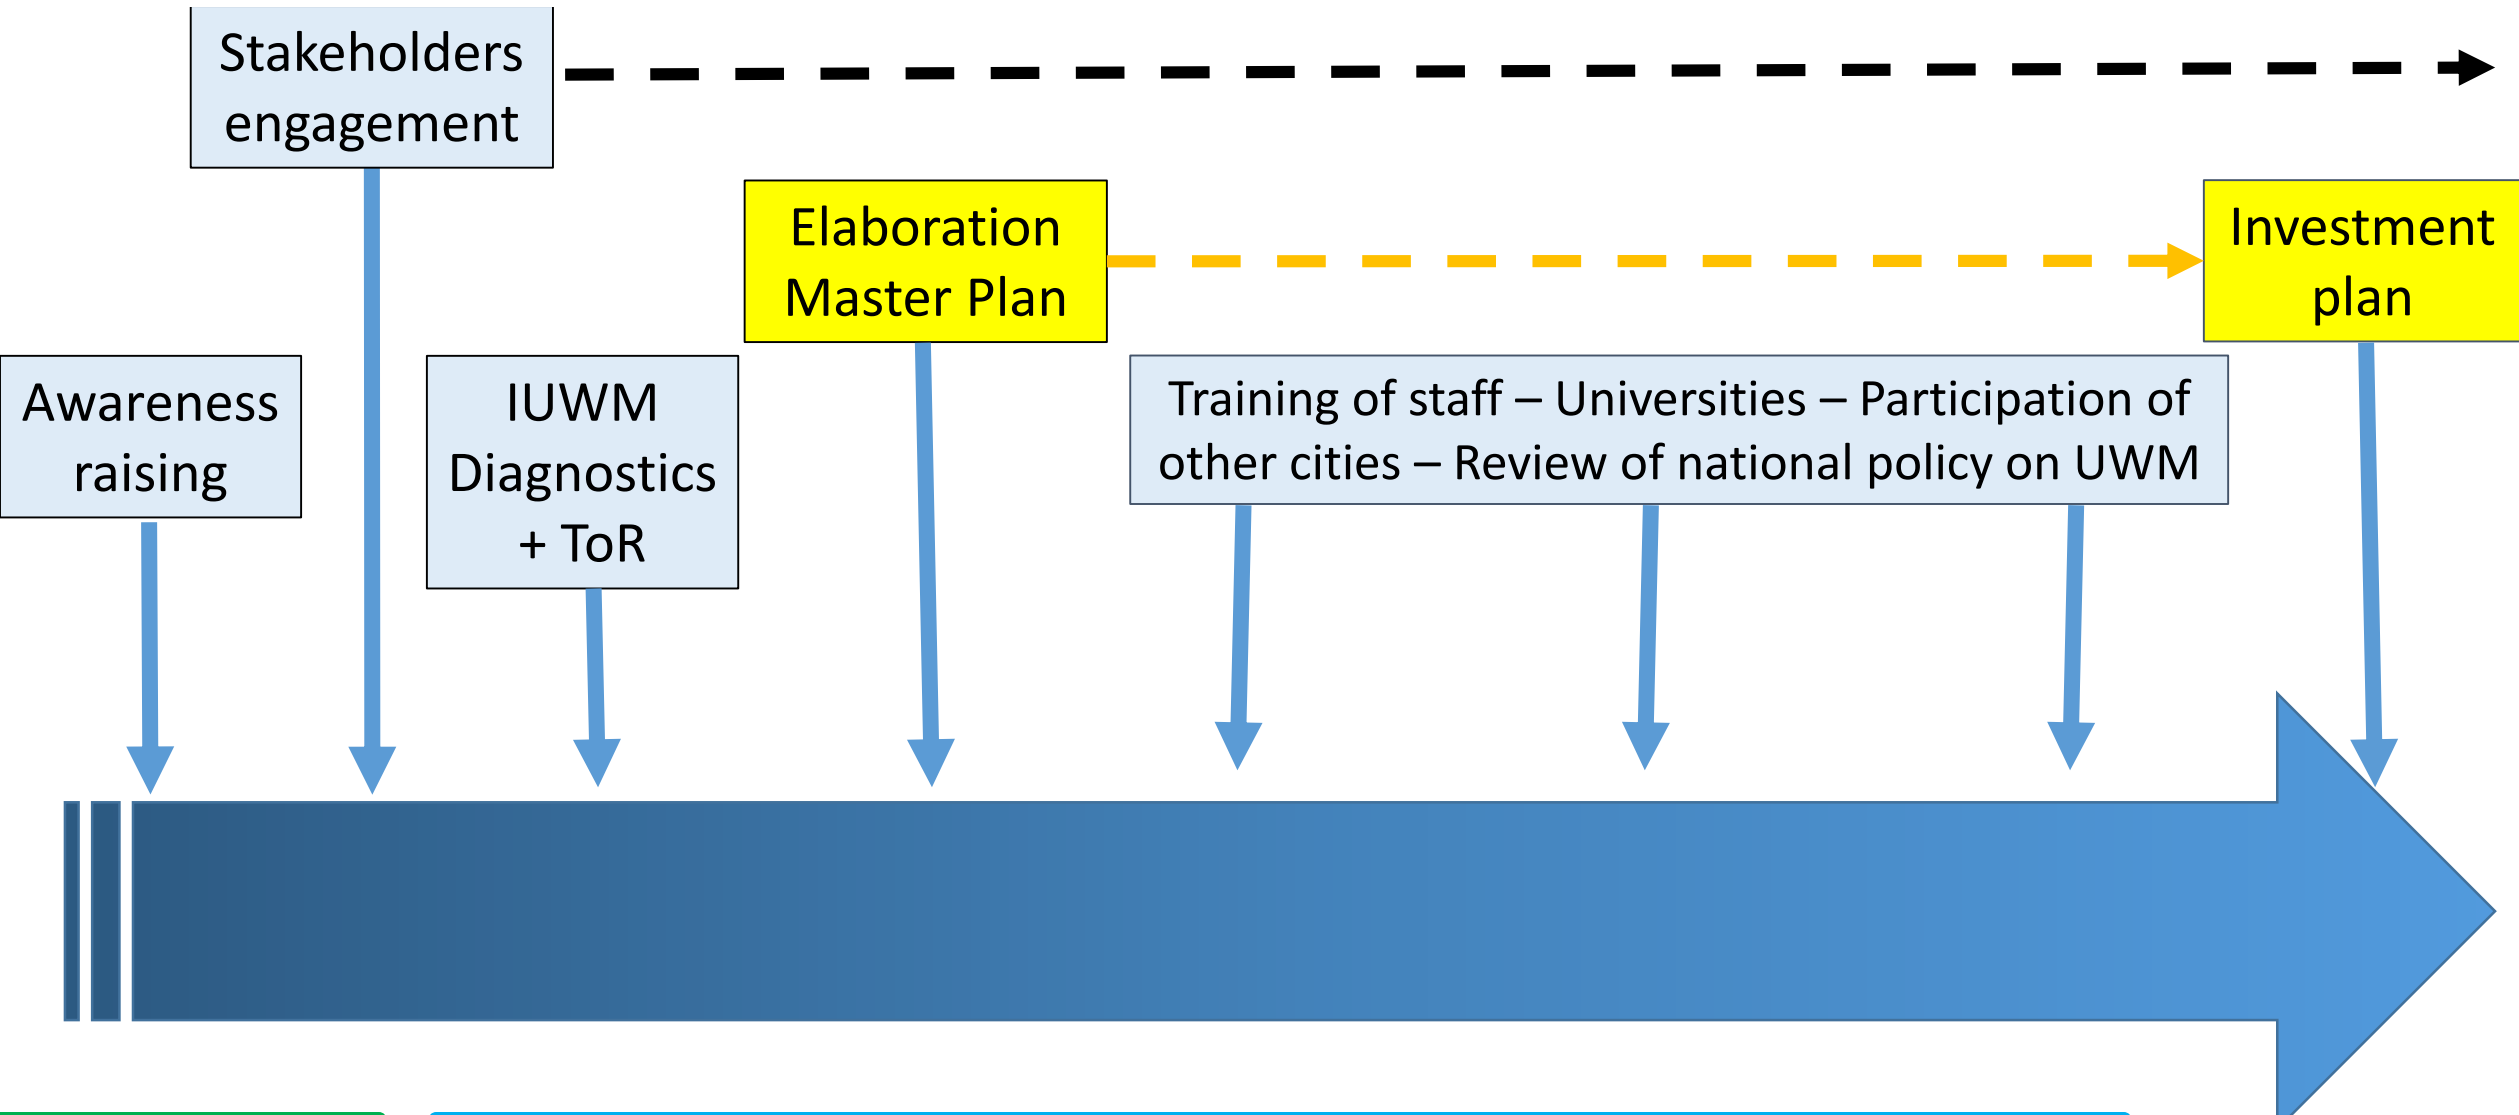 Stakeholders
engagement
Elaboration
Master Plan
Investment
plan
Awareness
raising
IUWM
Diagnostics
+ ToR
Training of staff – Universities – Participation of
other cities – Review of national policy on UWM